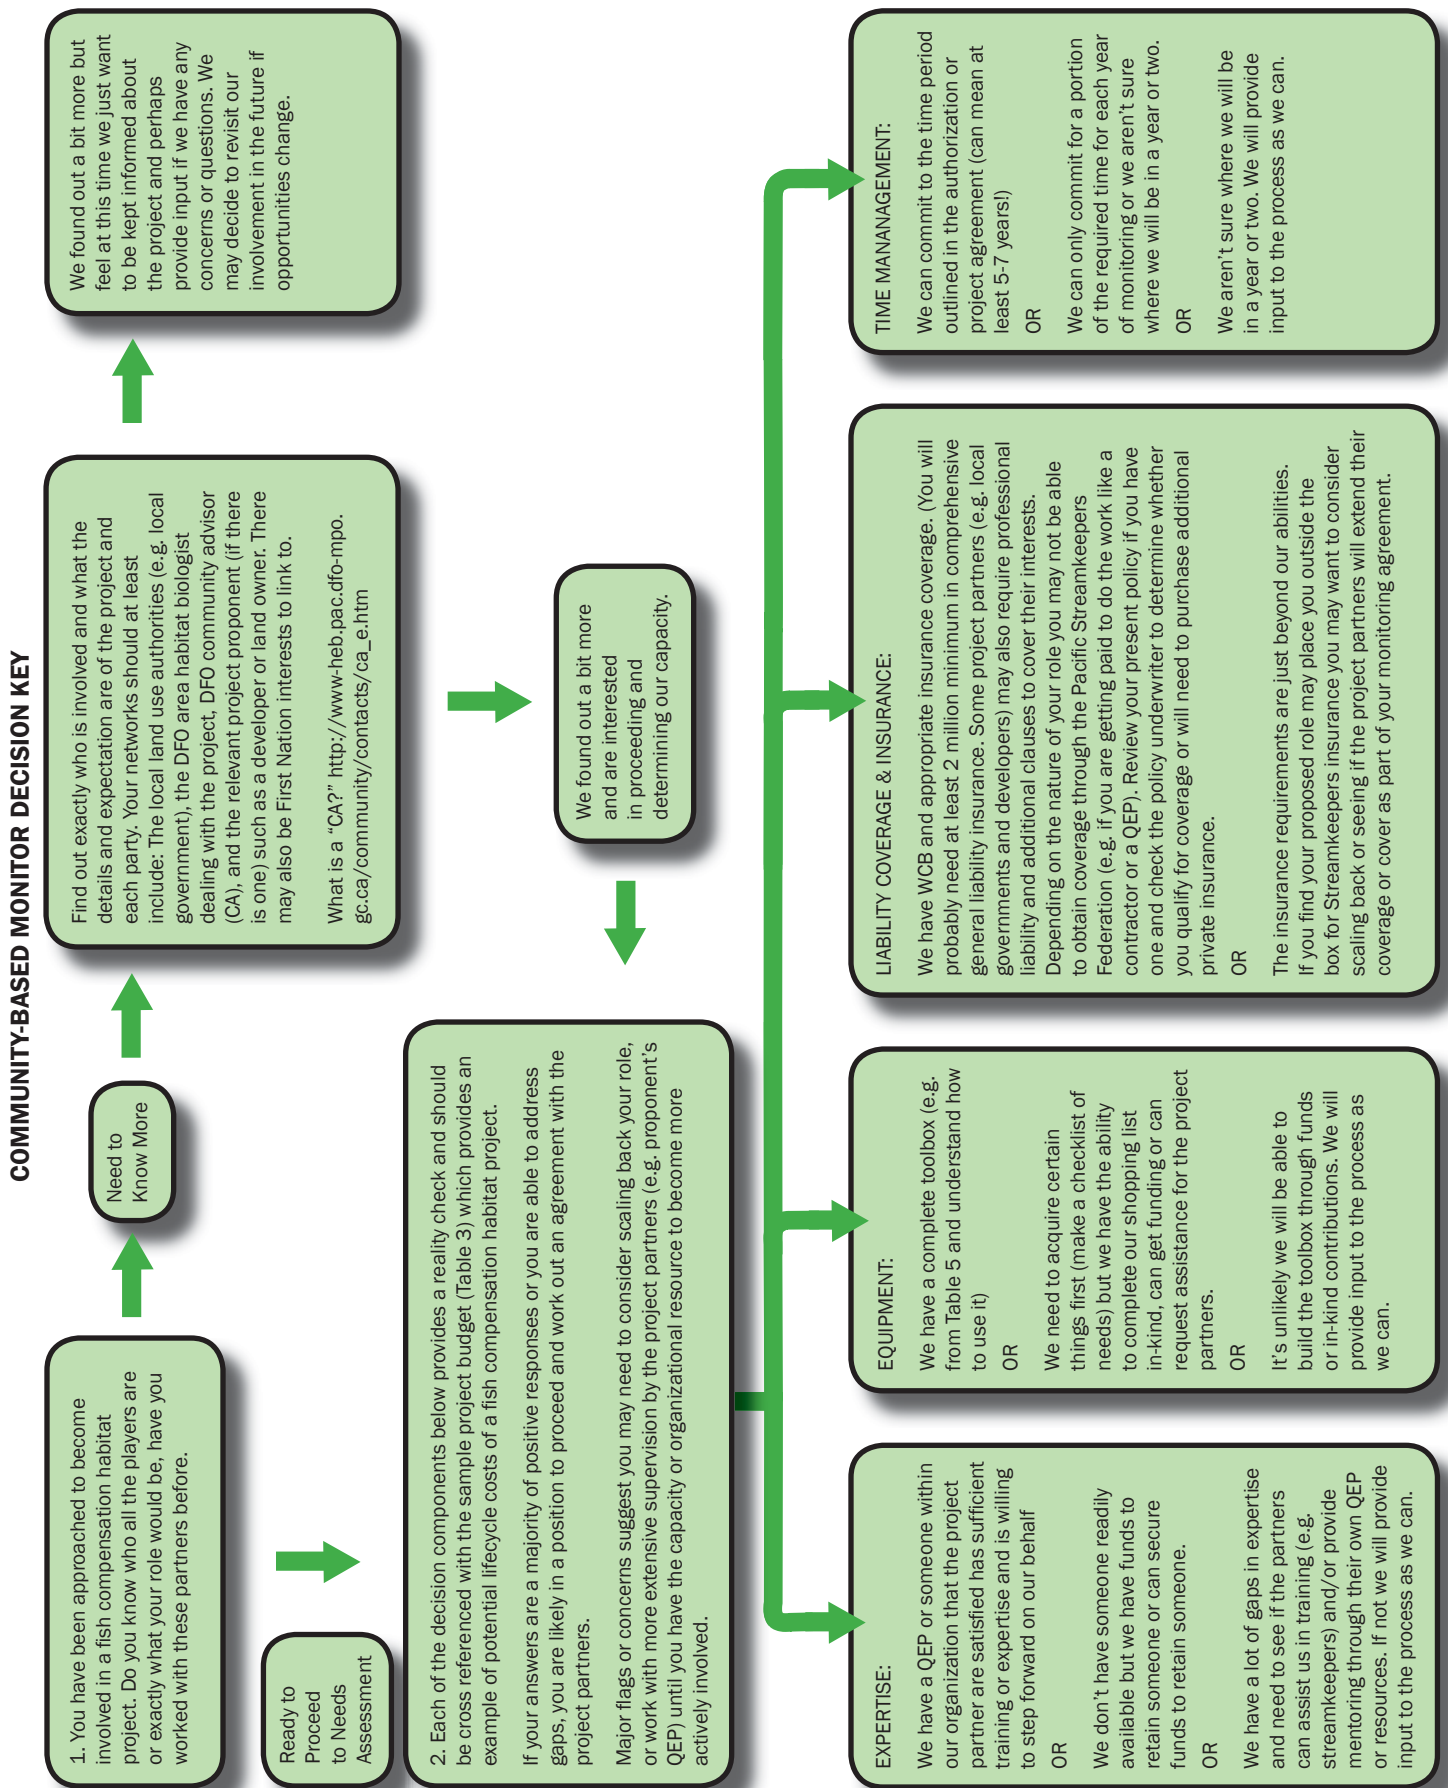 COMMUNITY-BASED MONITOR DECISION KEY
1. You have been approached to become
involved in a fish compensation habitat
project. Do you know who all the players are
or exactly what your role would be, have you
worked with these partners before.
Need to
Know More
Find out exactly who is involved and what the
details and expectation are of the project and
each party. Your networks should at least
include: The local land use authorities (e.g. local
government), the DFO area habitat biologist
dealing with the project, DFO community advisor
(CA), and the relevant project proponent (if there
is one) such as a developer or land owner. There
may also be First Nation interests to link to.
What is a “CA?” http://www-heb.pac.dfo-mpo.
gc.ca/community/contacts/ca_e.htm
We found out a bit more but
feel at this time we just want
to be kept informed about
the project and perhaps
provide input if we have any
concerns or questions. We
may decide to revisit our
involvement in the future if
opportunities change.
Ready to
Proceed
to Needs
Assessment
We found out a bit more
and are interested
in proceeding and
determining our capacity.
2. Each of the decision components below provides a reality check and should
be cross referenced with the sample project budget (Table 3) which provides an
example of potential lifecycle costs of a fish compensation habitat project.
If your answers are a majority of positive responses or you are able to address
gaps, you are likely in a position to proceed and work out an agreement with the
project partners.
Major flags or concerns suggest you may need to consider scaling back your role,
or work with more extensive supervision by the project partners (e.g. proponent’s
QEP) until you have the capacity or organizational resource to become more
actively involved.
EXPERTISE:
We have a QEP or someone within
our organization that the project
partner are satisfied has sufficient
training or expertise and is willing
to step forward on our behalf
OR
We don’t have someone readily
available but we have funds to
retain someone or can secure
funds to retain someone.
OR
We have a lot of gaps in expertise
and need to see if the partners
can assist us in training (e.g.
streamkeepers) and/or provide
mentoring through their own QEP
or resources. If not we will provide
input to the process as we can.
EQUIPMENT:
We have a complete toolbox (e.g.
from Table 5 and understand how
to use it)
OR
We need to acquire certain
things first (make a checklist of
needs) but we have the ability
to complete our shopping list
in-kind, can get funding or can
request assistance for the project
partners.
OR
It’s unlikely we will be able to
build the toolbox through funds
or in-kind contributions. We will
provide input to the process as
we can.
LIABILITY COVERAGE & INSURANCE:
We have WCB and appropriate insurance coverage. (You will
probably need at least 2 million minimum in comprehensive
general liability insurance. Some project partners (e.g. local
governments and developers) may also require professional
liability and additional clauses to cover their interests.
Depending on the nature of your role you may not be able
to obtain coverage through the Pacific Streamkeepers
Federation (e.g. if you are getting paid to do the work like a
contractor or a QEP). Review your present policy if you have
one and check the policy underwriter to determine whether
you qualify for coverage or will need to purchase additional
private insurance.
OR
The insurance requirements are just beyond our abilities.
If you find your proposed role may place you outside the
box for Streamkeepers insurance you may want to consider
scaling back or seeing if the project partners will extend their
coverage or cover as part of your monitoring agreement.
TIME MANANAGEMENT:
We can commit to the time period
outlined in the authorization or
project agreement (can mean at
least 5-7 years!)
OR
We can only commit for a portion
of the required time for each year
of monitoring or we aren’t sure
where we will be in a year or two.
OR
We aren’t sure where we will be
in a year or two. We will provide
input to the process as we can.